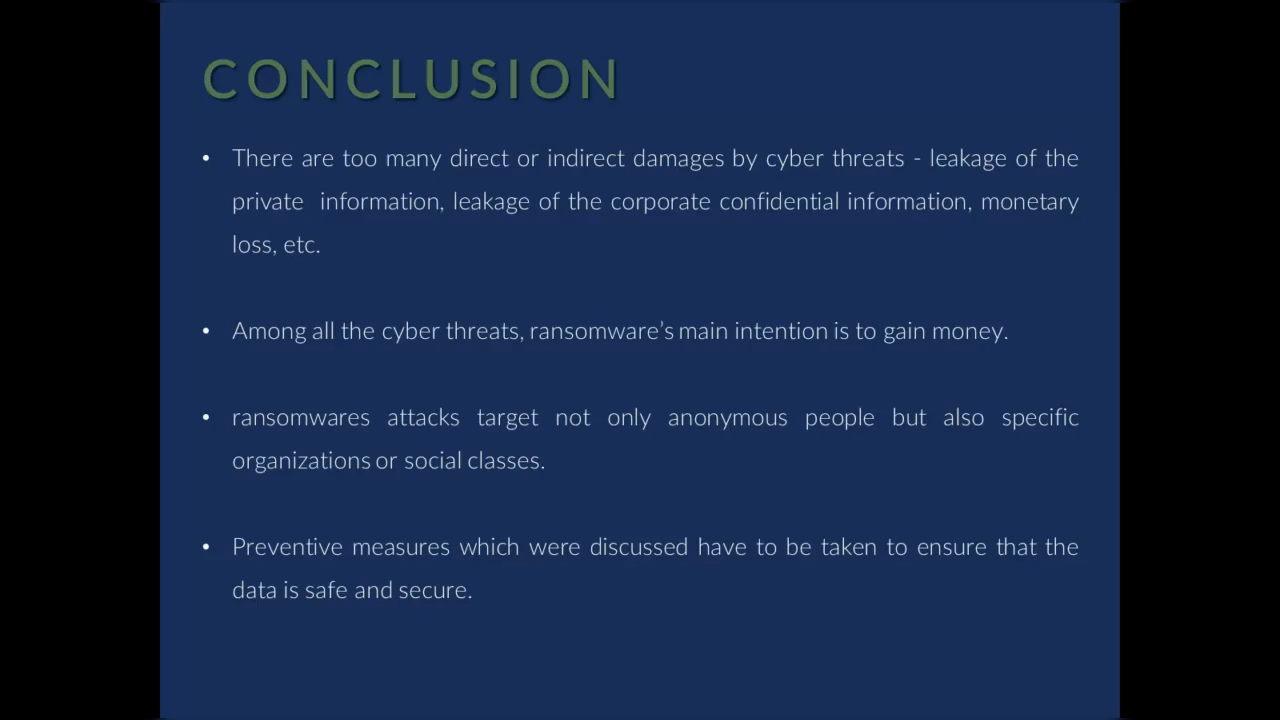 CONCLUSION
• There are too many direct or indirect damages by cyber threats - leakage of the
private  information, leakage of the corporate confidential information, monetary
loss, etc.
• Among all the cyber threats, ransomware’s main intention is to gain money.
• ransomwares attacks target not only anonymous people but also specific
organizations or social classes.
• Preventive measures which were discussed have to be taken to ensure that the
data is safe and secure.